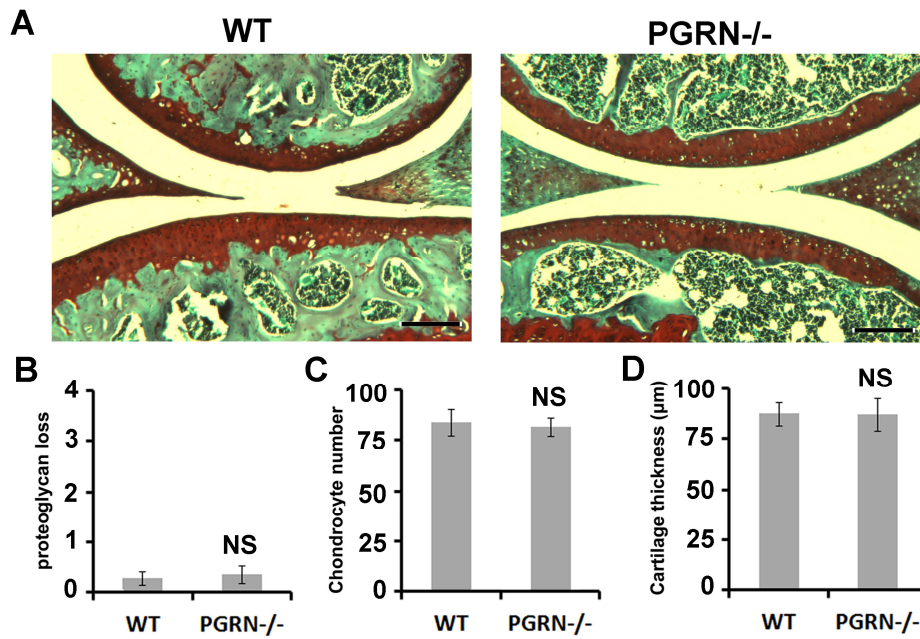 A
WT
PGRN-/-
B
proteoglycan loss
4
3
2
1
0
NS
WT
PGRN-/-
C
Chondrocyte number
100
75
50
25
0
NS
WT
PGRN-/-
D
Cartilage thickness (μm)
100
75
50
25
0
NS
WT
PGRN-/-